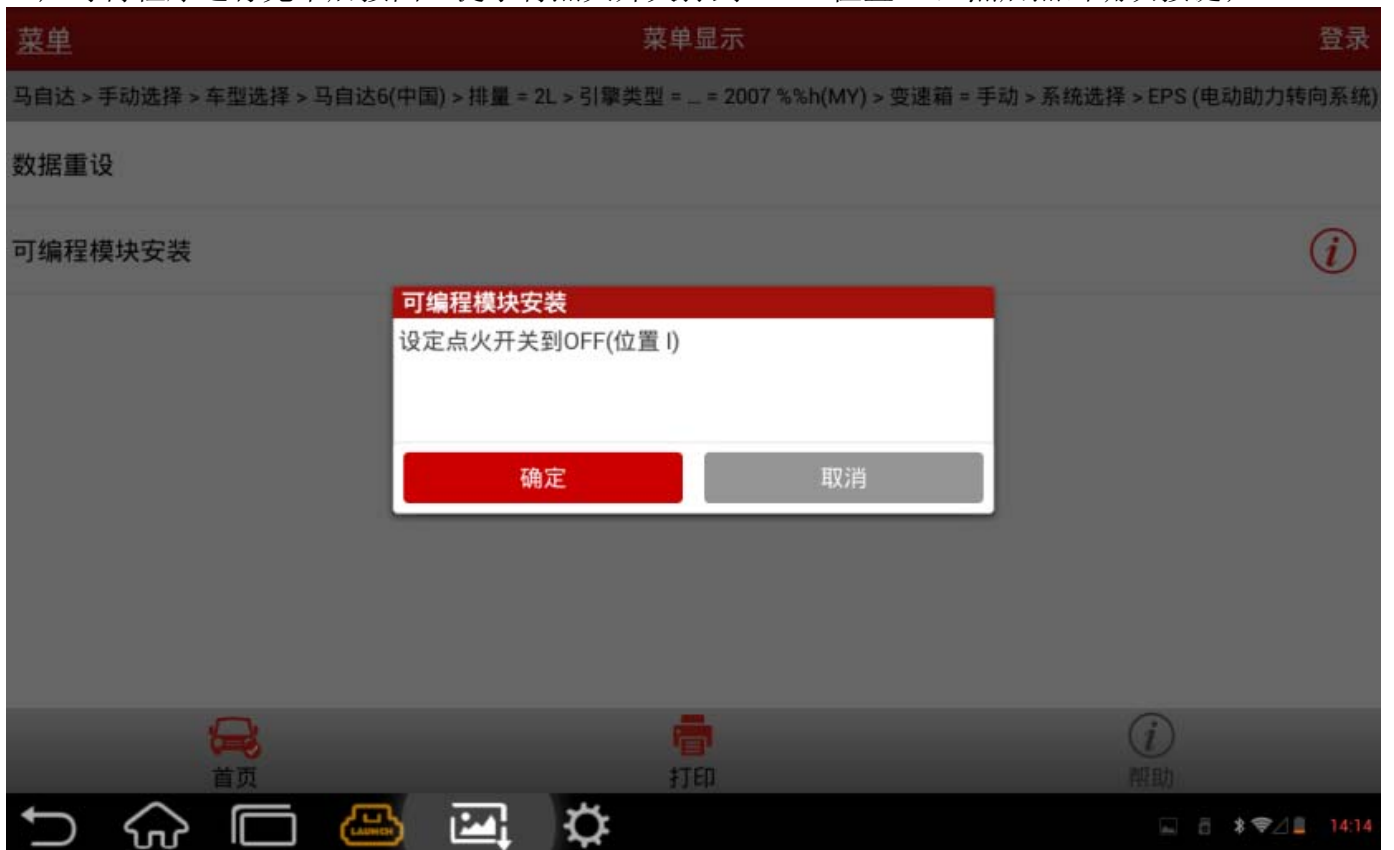 菜单
菜单显示
登录
马自达 > 手动选择 > 车型选择 > 马自达6(中国) > 排量 = 2L > 引擎类型 = ... = 2007 %%h(MY) > 变速箱 = 手动 > 系统选择 > EPS (电动助力转向系统)
数据重设
可编程模块安装
可编程模块安装
设定点火开关到OFF(位置 I)
确定
取消
首页
打印
帮助
LAUNCH
14:14